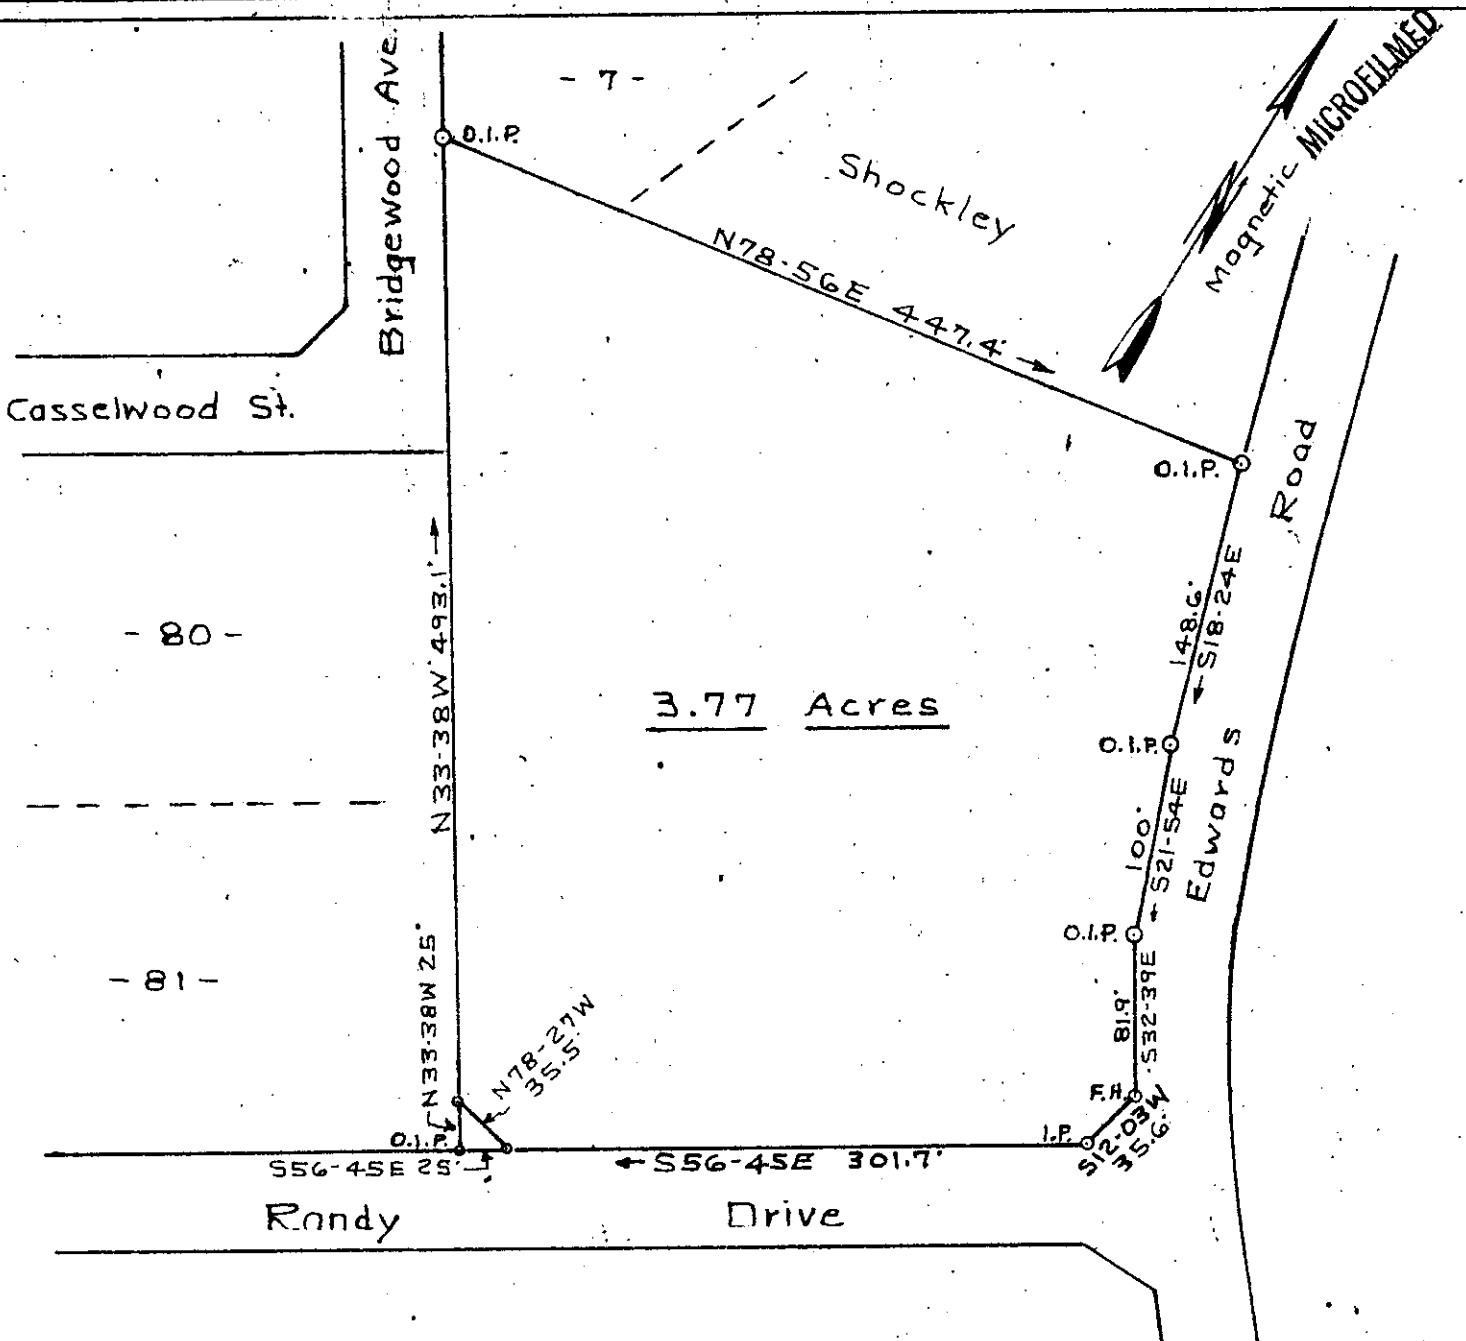 - 7 -
Bridgewood Ave.
O.I.P.
Shockley
MICROFILMED
Magnetic
N78-56E 447.4'
Casselwood St.
O.I.P.
Road
148.6'
S18-24E
N33-38W 493.1'
- 80 -
3.77 Acres
O.I.P.
Edwards
100'
S21-54E
O.I.P.
- 81 -
N33-38W 25'
N78-27W
35.5'
81.9'
S32-39E
F.H.
O.I.P.
I.P.
S12-03W
35.6'
S56-45E 25'
S56-45E 301.7'
Randy Drive